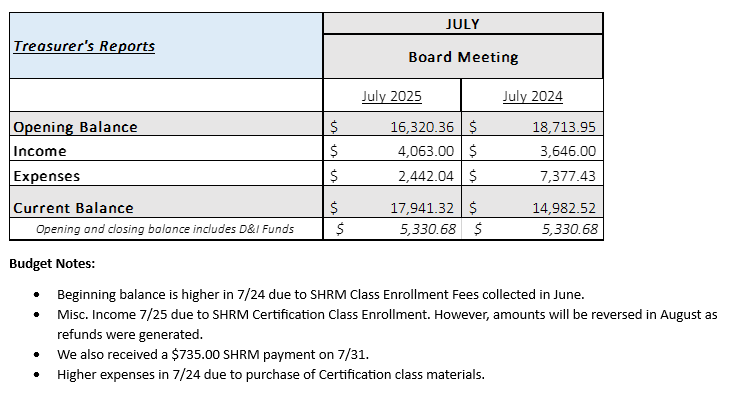 JULY
Treasurer's Reports
Board Meeting
July 2025 July 2024
Opening Balance $ 16,320.36 $ 18,713.95
Income $ 4,063.00 $ 3,646.00
Expenses $ 2,442.04 $ 7,377.43
Current Balance $ 17,941.32 $ 14,982.52
Opening and closing balance includes D&I Funds $ 5,330.68 $ 5,330.68
Budget Notes:
• Beginning balance is higher in 7/24 due to SHRM Class Enrollment Fees collected in June.
• Misc. Income 7/25 due to SHRM Certification Class Enrollment. However, amounts will be reversed in August as
refunds were generated.
• We also received a $735.00 SHRM payment on 7/31.
• Higher expenses in 7/24 due to purchase of Certification class materials.